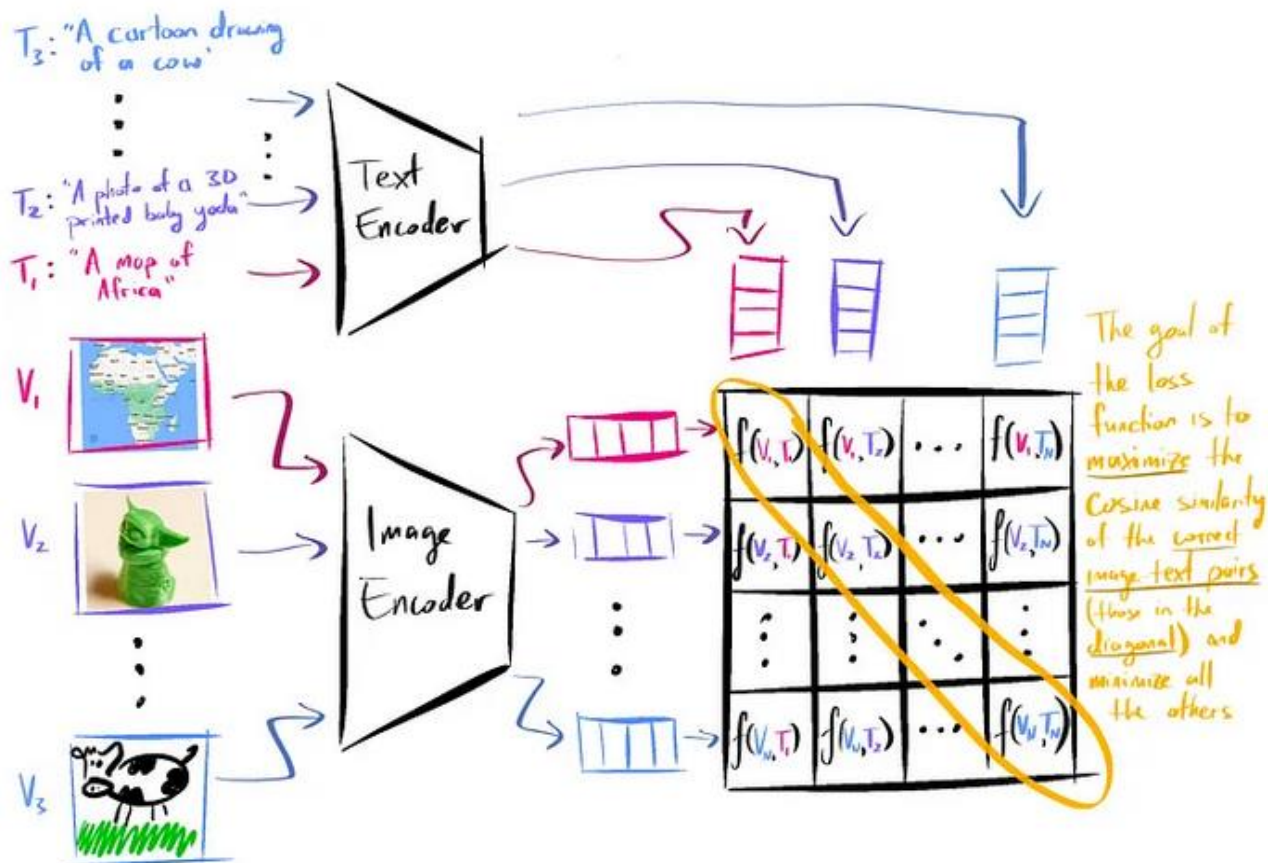 T3: "A cartoon drawing
of a cow'
T2: "A photo of a 3D
printed baby yoda"
T1: "A map of
Africa"
Text
Encoder
V1
V2
V3
Image
Encoder
f(V1,T1) f(V1,T2) ... f(V1,TN)
f(V2,T1) f(V2,T2) ... f(V2,TN)
f(VN,T1) f(VN,T2) ... f(VN,TN)
The goal of
the loss
function is to
maximize the
Cosine similarity
of the correct
image text pairs
(those in the
diagonal) and
minimize all
the others